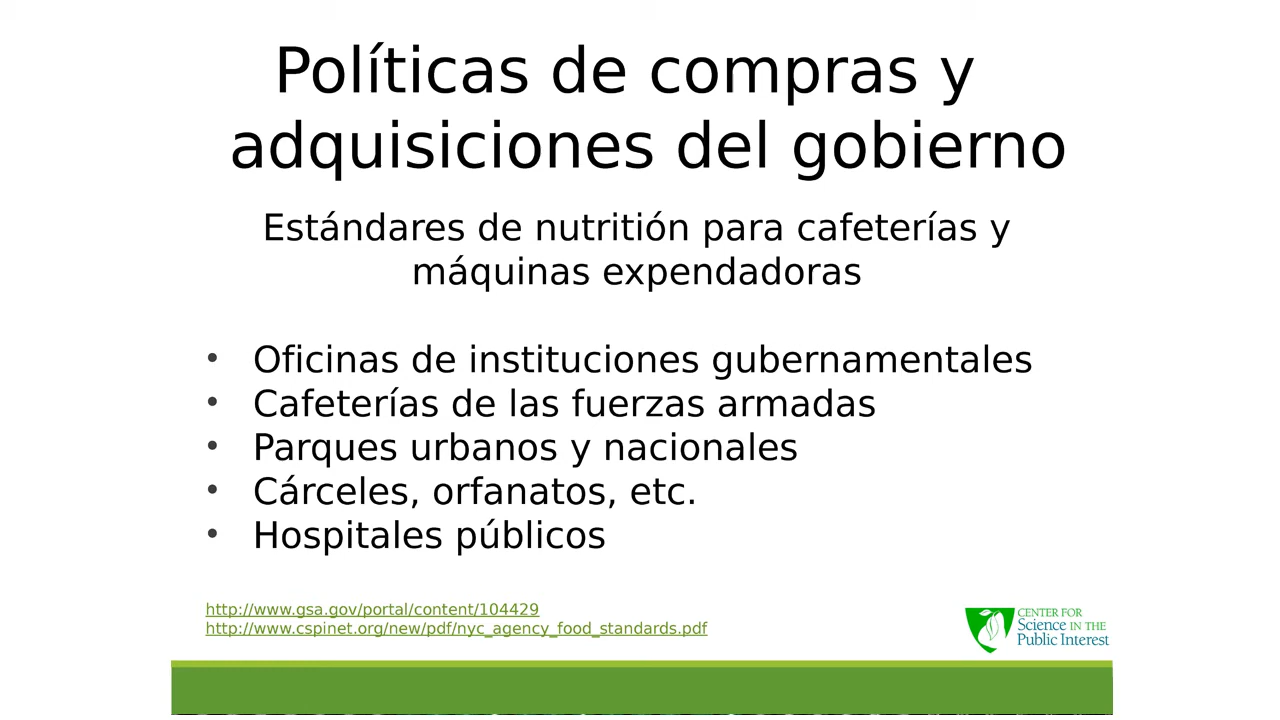 Políticas de compras y
adquisiciones del gobierno
Estándares de nutritión para cafeterías y
máquinas expendadoras
• Oficinas de instituciones gubernamentales
• Cafeterías de las fuerzas armadas
• Parques urbanos y nacionales
• Cárceles, orfanatos, etc.
• Hospitales públicos
http://www.gsa.gov/portal/content/104429
http://www.cspinet.org/new/pdf/nyc_agency_food_standards.pdf
CENTER FOR
Science IN THE
Public Interest